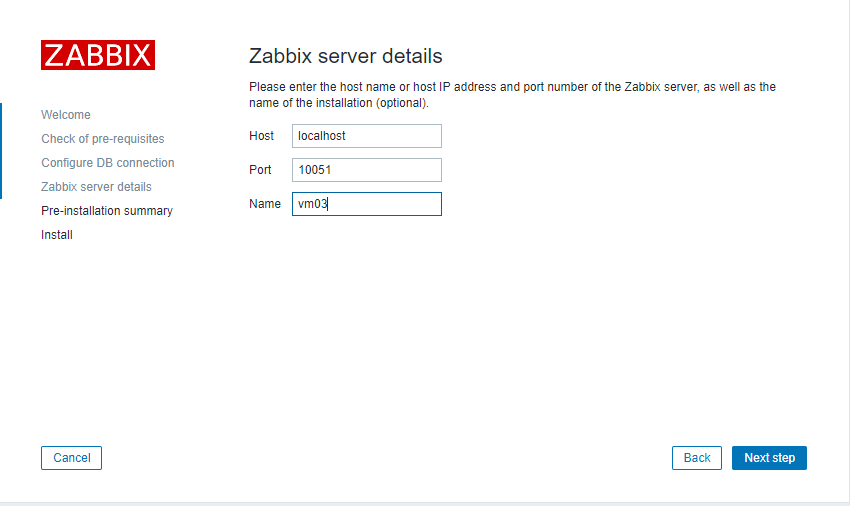 ZABBIX
Welcome
Check of pre-requisites
Configure DB connection
Zabbix server details
Pre-installation summary
Install
Zabbix server details
Please enter the host name or host IP address and port number of the Zabbix server, as well as the
name of the installation (optional).
Host localhost
Port 10051
Name vm03
Cancel
Back
Next step